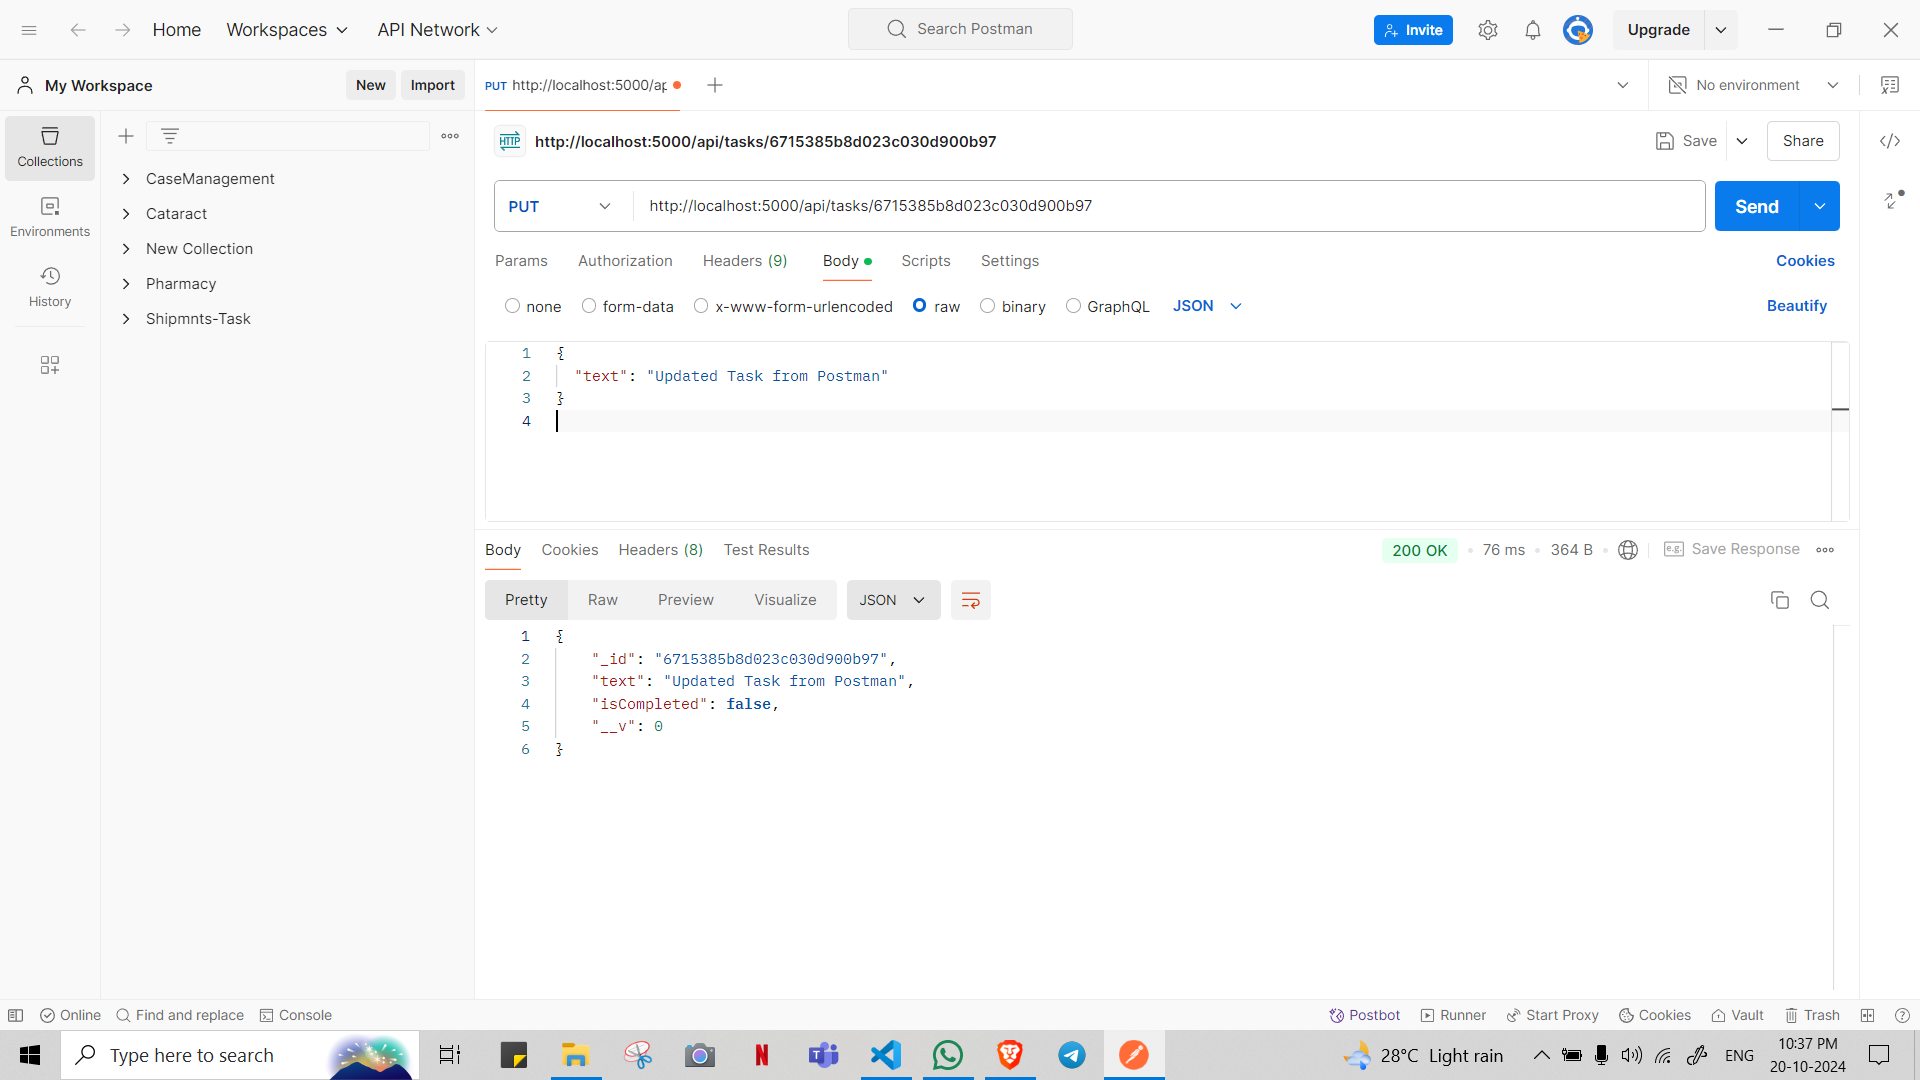 Home
Workspaces
API Network
Search Postman
Invite
Upgrade
My Workspace
New
Import
PUT http://localhost:5000/ap
No environment
Collections
Environments
History
CaseManagement
Cataract
New Collection
Pharmacy
Shipmnts-Task
HTTP
http://localhost:5000/api/tasks/6715385b8d023c030d900b97
Save
Share
PUT
http://localhost:5000/api/tasks/6715385b8d023c030d900b97
Send
Params
Authorization
Headers (9)
Body
Scripts
Settings
Cookies
none
form-data
x-www-form-urlencoded
raw
binary
GraphQL
JSON
Beautify
1 {
2 "text": "Updated Task from Postman"
3 }
4
Body
Cookies
Headers (8)
Test Results
200 OK
76 ms
364 B
e.g.
Save Response
Pretty
Raw
Preview
Visualize
JSON
1 {
2 "_id": "6715385b8d023c030d900b97",
3 "text": "Updated Task from Postman",
4 "isCompleted": false,
5 "__v": 0
6 }
Online
Find and replace
Console
Postbot
Runner
Start Proxy
Cookies
Vault
Trash
Type here to search
N
28°C Light rain
ENG
10:37 PM
20-10-2024